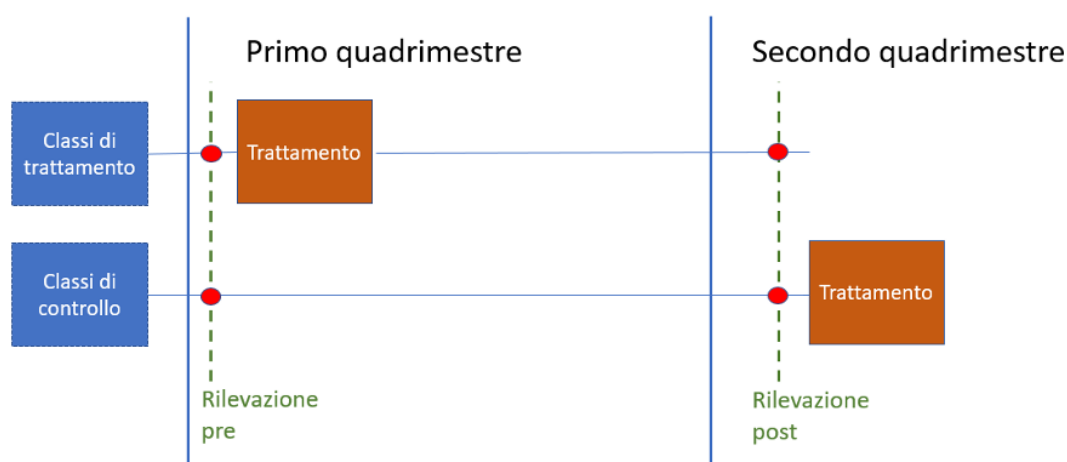 Primo quadrimestre
Secondo quadrimestre
Classi di
trattamento
Trattamento
Classi di
controllo
Trattamento
Rilevazione
pre
Rilevazione
post